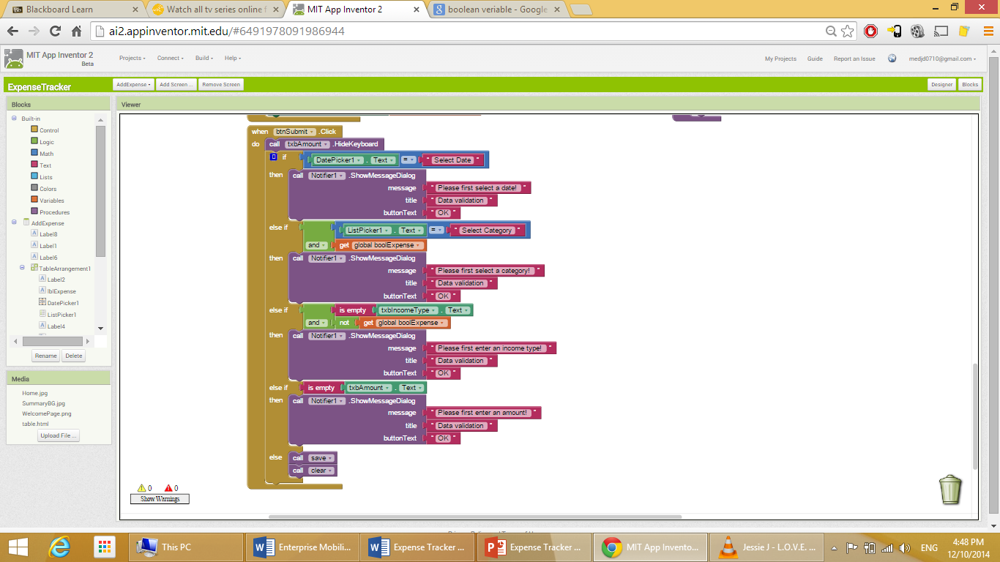 Blackboard Learn
Watch all tv series online f
MIT App Inventor 2
boolean veriable - Google
ai2.appinventor.mit.edu/#6491978091986944
MIT App Inventor 2
Beta
Projects
Connect
Build
Help
My Projects
Guide
Report an Issue
medjd0710@gmail.com
ExpenseTracker
AddExpense
Add Screen ...
Remove Screen
Designer
Blocks
Blocks
Built-in
Control
Logic
Math
Text
Lists
Colors
Variables
Procedures
AddExpense
Label8
Label1
Label6
TableArrangement1
Label2
lblExpense
DatePicker1
ListPicker1
Label4
Rename
Delete
Media
Home.jpg
SummaryBG.jpg
WelcomePage.png
table.html
Upload File ...
Viewer
when btnSubmit .Click
do call txbAmount .HideKeyboard
if DatePicker1 . Text = " Select Date "
then call Notifier1 .ShowMessageDialog
message " Please first select a date! "
title " Data validation "
buttonText " OK "
else if ListPicker1 . Text = " Select Category "
and get global boolExpense
then call Notifier1 .ShowMessageDialog
message " Please first select a category! "
title " Data validation "
buttonText " OK "
else if is empty txbIncomeType . Text
and not get global boolExpense
then call Notifier1 .ShowMessageDialog
message " Please first enter an income type! "
title " Data validation "
buttonText " OK "
else if is empty txbAmount . Text
then call Notifier1 .ShowMessageDialog
message " Please first enter an amount! "
title " Data validation "
buttonText " OK "
else call save
call clear
0 0
Show Warnings
This PC
Enterprise Mobili...
Expense Tracker ...
Expense Tracker ...
MIT App Invento...
Jessie J - L.O.V.E. ...
ENG
4:48 PM
12/10/2014